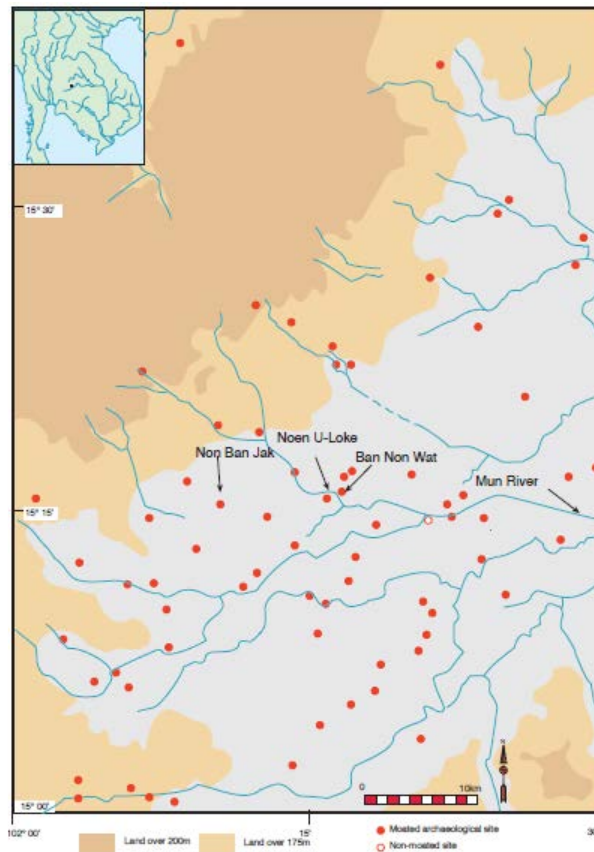 15° 30'
Noen U-Loke
Non Ban Jak
Ban Non Wat
Mun River
15° 15'
N
0
10km
15° 00'
102° 00'
15'
30
Land over 200m
Land over 175m
Moated archaeological site
Non-moated site